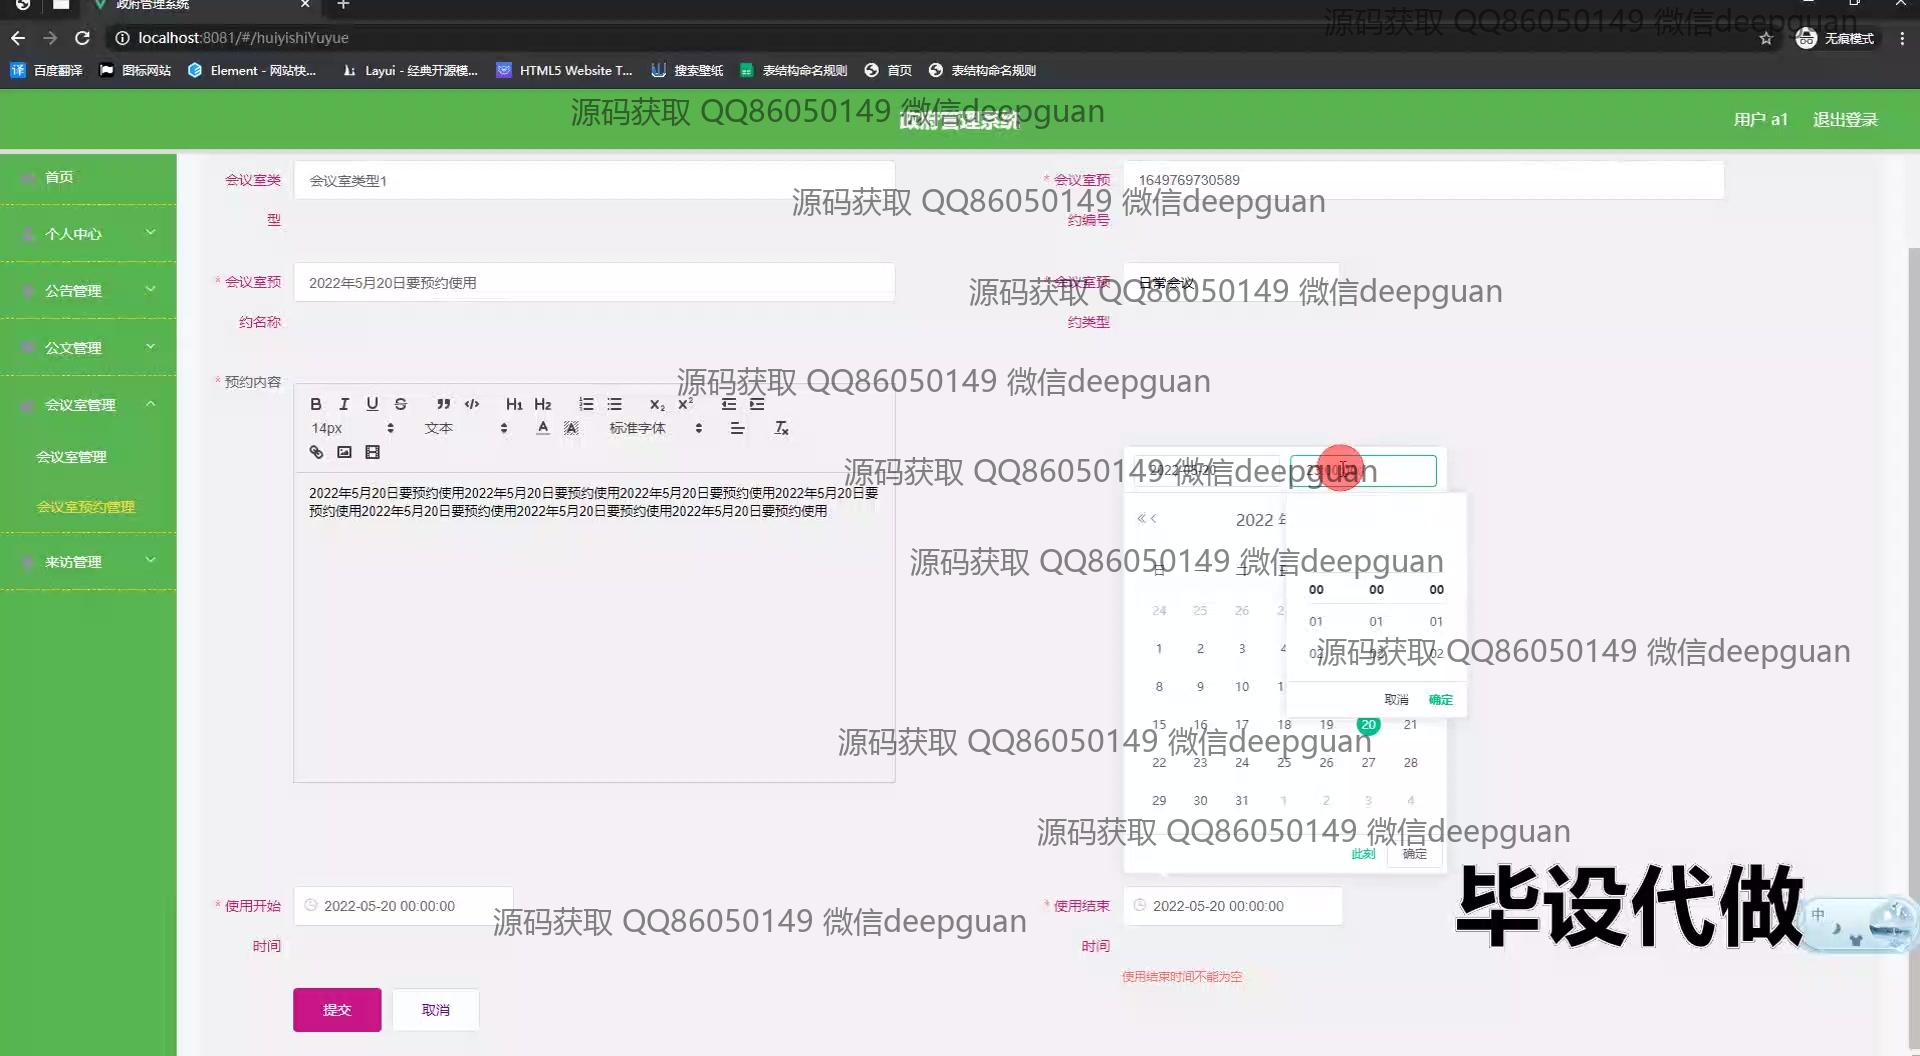 政府管理系统
localhost:8081/#/huiyishiYuyue
无痕模式
百度翻译 图标网站 Element - 网站快... Layui - 经典开源模... HTML5 Website T... 搜索壁纸 表结构命名规则 首页 表结构命名规则
源码获取 QQ86050149 微信deepguan
源码获取 QQ86050149 微信deepguan
政府管理系统
用户 a1 退出登录
首页
个人中心
公告管理
公文管理
会议室管理
会议室管理
会议室预约管理
来访管理
会议室类型
会议室类型1
* 会议室预约编号
1649769730589
源码获取 QQ86050149 微信deepguan
* 会议室预约名称
2022年5月20日要预约使用
* 会议室预约类型
日常会议
源码获取 QQ86050149 微信deepguan
* 预约内容
源码获取 QQ86050149 微信deepguan
B I U S H1 H2 X2 X2
14px 文本 A A 标准字体 Tx
2022年5月20日要预约使用2022年5月20日要预约使用2022年5月20日要预约使用2022年5月20日要
预约使用2022年5月20日要预约使用2022年5月20日要预约使用2022年5月20日要预约使用
2022-05-20
源码获取 QQ86050149 微信deepguan
2022 年
源码获取 QQ86050149 微信deepguan
日 一 二
24 25 26
1 2 3 4
8 9 10
15 16 17 18 19 20 21
22 23 24 25 26 27 28
29 30 31 1 2 3 4
00 00 00
01 01 01
02 02 02
取消 确定
源码获取 QQ86050149 微信deepguan
源码获取 QQ86050149 微信deepguan
源码获取 QQ86050149 微信deepguan
此刻 确定
* 使用开始时间
2022-05-20 00:00:00
源码获取 QQ86050149 微信deepguan
* 使用结束时间
2022-05-20 00:00:00
使用结束时间不能为空
提交 取消
毕设代做
中